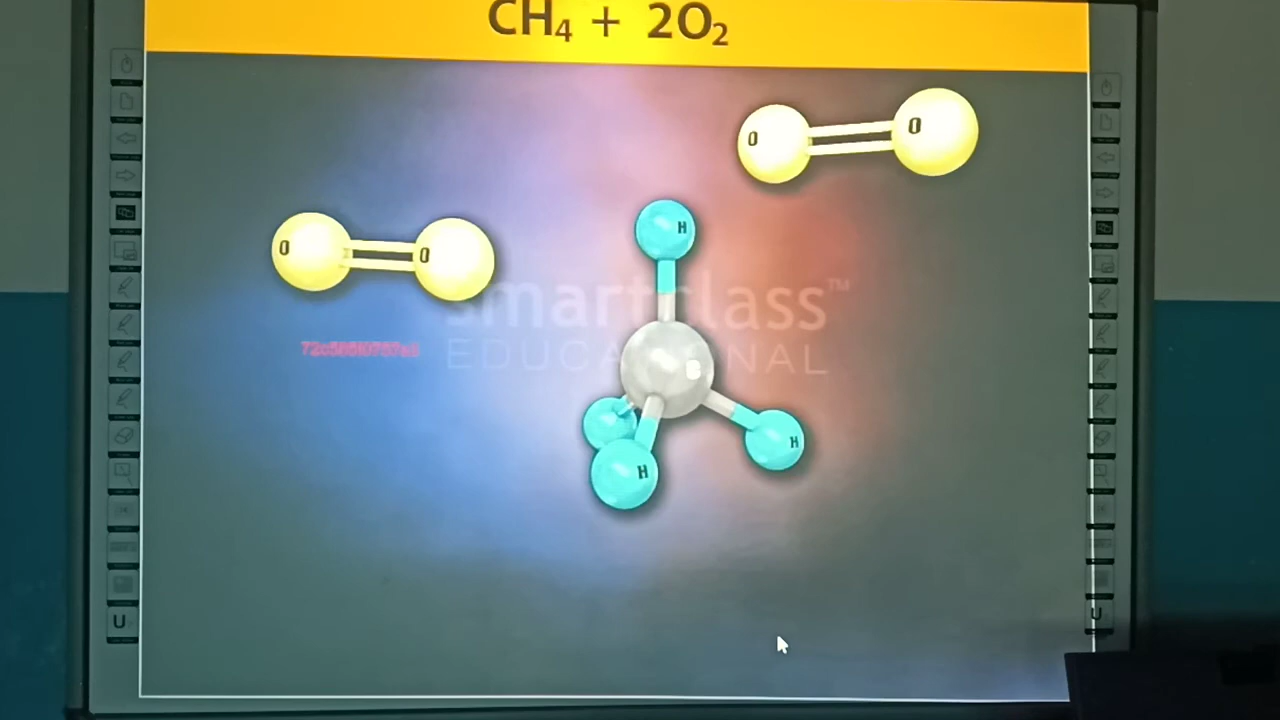 CH₄ + 2O₂
O O
O O
H
smartclass™
EDUCATIONAL
H
H
U U